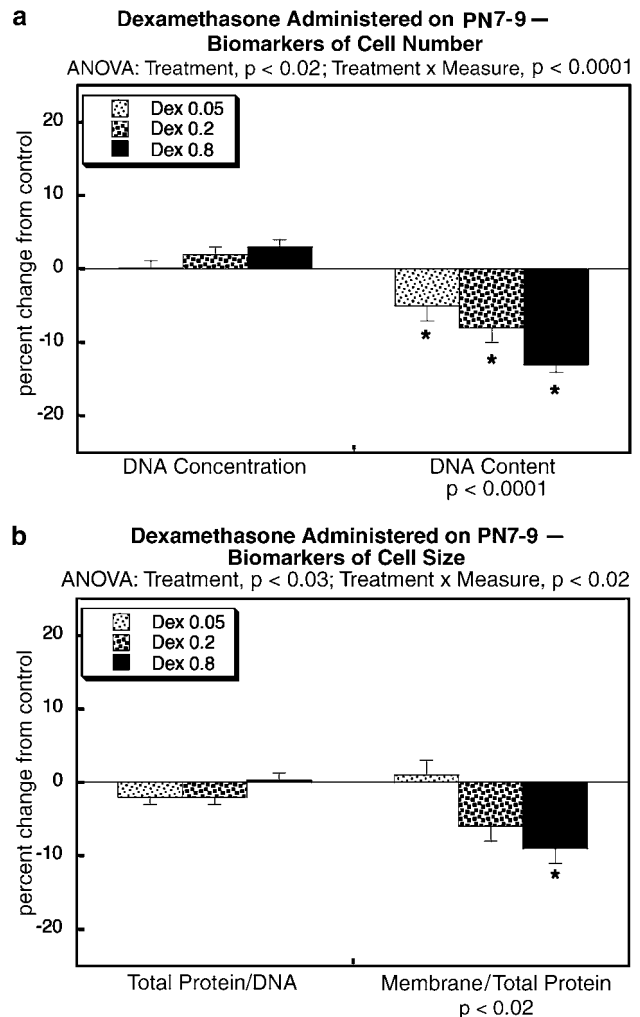 a
Dexamethasone Administered on PN7-9 —
Biomarkers of Cell Number
ANOVA: Treatment, p < 0.02; Treatment x Measure, p < 0.0001
percent change from control
20
10
0
-10
-20
Dex 0.05
Dex 0.2
Dex 0.8
*
*
*
DNA Concentration
DNA Content
p < 0.0001
b
Dexamethasone Administered on PN7-9 —
Biomarkers of Cell Size
ANOVA: Treatment, p < 0.03; Treatment x Measure, p < 0.02
percent change from control
20
10
0
-10
-20
Dex 0.05
Dex 0.2
Dex 0.8
*
Total Protein/DNA
Membrane/Total Protein
p < 0.02